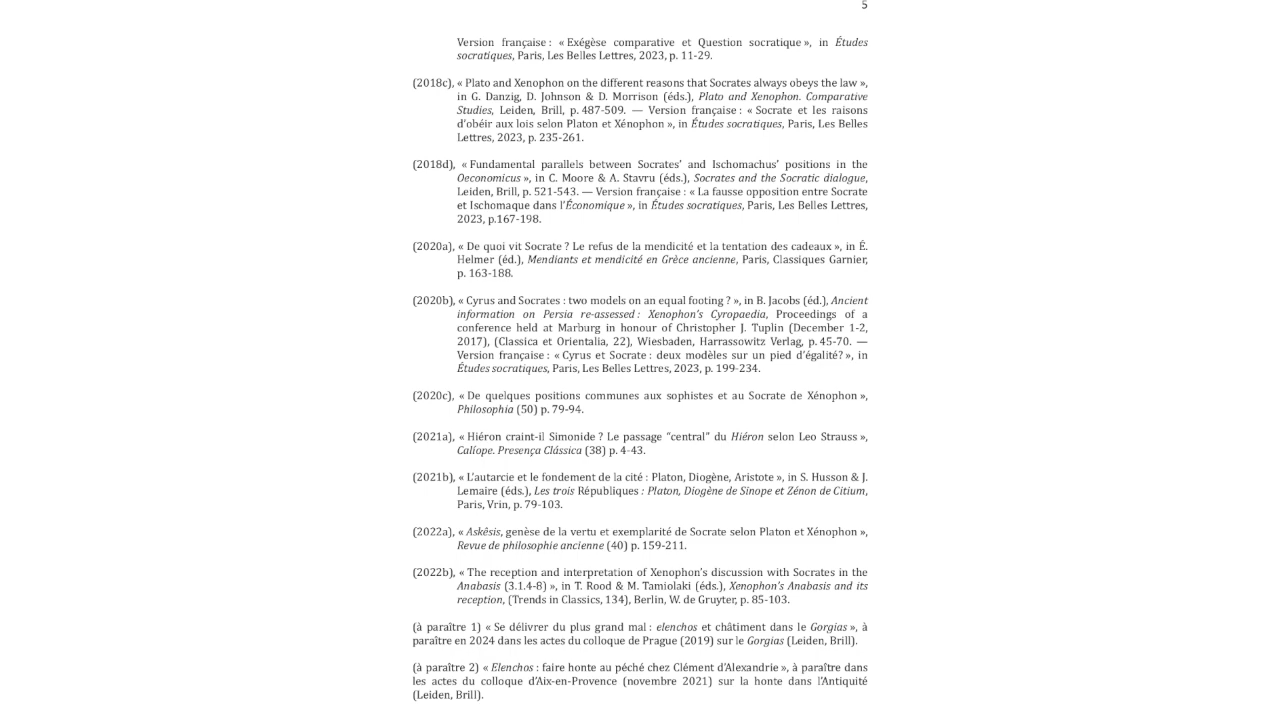 5
Version française : « Exégèse comparative et Question socratique », in Études
socratiques, Paris, Les Belles Lettres, 2023, p. 11-29.
(2018c), « Plato and Xenophon on the different reasons that Socrates always obeys the law »,
in G. Danzig, D. Johnson & D. Morrison (éds.), Plato and Xenophon. Comparative
Studies, Leiden, Brill, p. 487-509. — Version française : « Socrate et les raisons
d’obéir aux lois selon Platon et Xénophon », in Études socratiques, Paris, Les Belles
Lettres, 2023, p. 235-261.
(2018d), « Fundamental parallels between Socrates’ and Ischomachus’ positions in the
Oeconomicus », in C. Moore & A. Stavru (éds.), Socrates and the Socratic dialogue,
Leiden, Brill, p. 521-543. — Version française : « La fausse opposition entre Socrate
et Ischomaque dans l’Économique », in Études socratiques, Paris, Les Belles Lettres,
2023, p.167-198.
(2020a), « De quoi vit Socrate ? Le refus de la mendicité et la tentation des cadeaux », in É.
Helmer (éd.), Mendiants et mendicité en Grèce ancienne, Paris, Classiques Garnier,
p. 163-188.
(2020b), « Cyrus and Socrates : two models on an equal footing ? », in B. Jacobs (éd.), Ancient
information on Persia re-assessed : Xenophon’s Cyropaedia, Proceedings of a
conference held at Marburg in honour of Christopher J. Tuplin (December 1-2,
2017), (Classica et Orientalia, 22), Wiesbaden, Harrassowitz Verlag, p. 45-70. —
Version française : « Cyrus et Socrate : deux modèles sur un pied d’égalité? », in
Études socratiques, Paris, Les Belles Lettres, 2023, p. 199-234.
(2020c), « De quelques positions communes aux sophistes et au Socrate de Xénophon »,
Philosophia (50) p. 79-94.
(2021a), « Hiéron craint-il Simonide ? Le passage “central” du Hiéron selon Leo Strauss »,
Calíope. Presença Clássica (38) p. 4-43.
(2021b), « L’autarcie et le fondement de la cité : Platon, Diogène, Aristote », in S. Husson & J.
Lemaire (éds.), Les trois Républiques : Platon, Diogène de Sinope et Zénon de Citium,
Paris, Vrin, p. 79-103.
(2022a), « Askêsis, genèse de la vertu et exemplarité de Socrate selon Platon et Xénophon »,
Revue de philosophie ancienne (40) p. 159-211.
(2022b), « The reception and interpretation of Xenophon’s discussion with Socrates in the
Anabasis (3.1.4-8) », in T. Rood & M. Tamiolaki (éds.), Xenophon’s Anabasis and its
reception, (Trends in Classics, 134), Berlin, W. de Gruyter, p. 85-103.
(à paraître 1) « Se délivrer du plus grand mal : elenchos et châtiment dans le Gorgias », à
paraître en 2024 dans les actes du colloque de Prague (2019) sur le Gorgias (Leiden, Brill).
(à paraître 2) « Elenchos : faire honte au péché chez Clément d’Alexandrie », à paraître dans
les actes du colloque d’Aix-en-Provence (novembre 2021) sur la honte dans l’Antiquité
(Leiden, Brill).